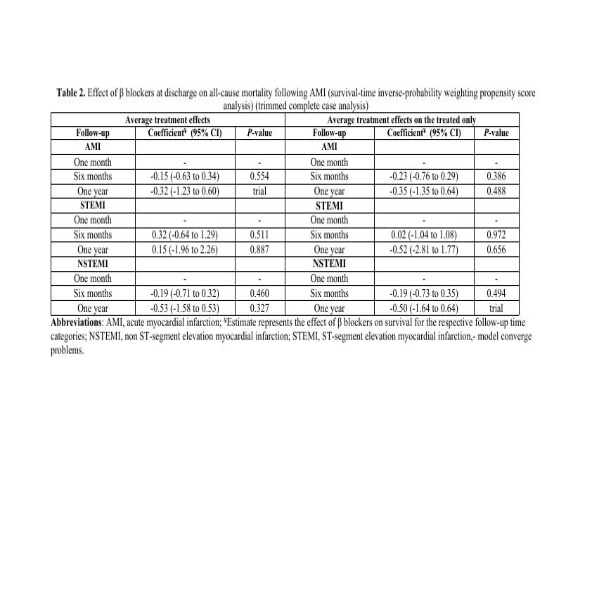 Table 2. Effect of β blockers at discharge on all-cause mortality following AMI (survival-time inverse-probability weighting propensity score
analysis) (trimmed complete case analysis)
Average treatment effects Average treatment effects on the treated only
Follow-up Coefficient¥ (95% CI) P-value Follow-up Coefficient¥ (95% CI) P-value
AMI AMI
One month - - One month - -
Six months -0.15 (-0.63 to 0.34) 0.554 Six months -0.23 (-0.76 to 0.29) 0.386
One year -0.32 (-1.23 to 0.60) trial One year -0.35 (-1.35 to 0.64) 0.488
STEMI STEMI
One month - - One month - -
Six months 0.32 (-0.64 to 1.29) 0.511 Six months 0.02 (-1.04 to 1.08) 0.972
One year 0.15 (-1.96 to 2.26) 0.887 One year -0.52 (-2.81 to 1.77) 0.656
NSTEMI NSTEMI
One month - - One month - -
Six months -0.19 (-0.71 to 0.32) 0.460 Six months -0.19 (-0.73 to 0.35) 0.494
One year -0.53 (-1.58 to 0.53) 0.327 One year -0.50 (-1.64 to 0.64) trial
Abbreviations: AMI, acute myocardial infarction; ¥Estimate represents the effect of β blockers on survival for the respective follow-up time
categories; NSTEMI, non ST-segment elevation myocardial infarction; STEMI, ST-segment elevation myocardial infarction,- model converge
problems.